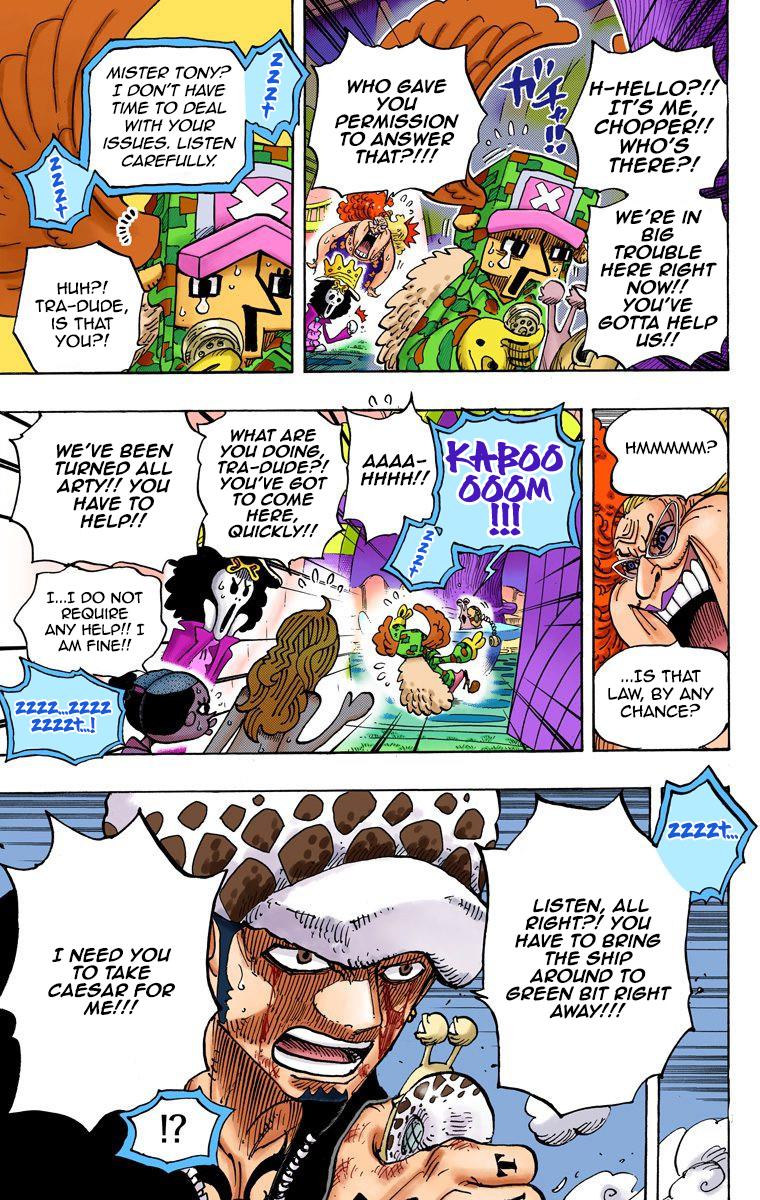 H-HELLO?!!
IT'S ME,
CHOPPER!!
WHO'S
THERE?!
WE'RE IN
BIG
TROUBLE
HERE RIGHT
NOW!!
YOU'VE
GOTTA HELP
US!!
ガチャ!!
WHO GAVE
YOU
PERMISSION
TO ANSWER
THAT?!!!
ZZZt
MISTER TONY?
I DON'T HAVE
TIME TO DEAL
WITH YOUR
ISSUES. LISTEN
CAREFULLY.
ZZZt
HUH?!
TRA-DUDE,
IS THAT
YOU?!
HMMMMM?
...IS THAT
LAW, BY ANY
CHANCE?
KABOO
OOOM
!!!
ZZZt
AAAA-
HHHH!!
WHAT ARE
YOU DOING,
TRA-DUDE?!
YOU'VE GOT
TO COME
HERE,
QUICKLY!!
WE'VE BEEN
TURNED ALL
ARTY!! YOU
HAVE TO
HELP!!
I...I DO NOT
REQUIRE
ANY HELP!! I
AM FINE!!
ZZZZ...ZZZZ
ZZZZt...!
ZZZZt...
LISTEN, ALL
RIGHT?! YOU
HAVE TO BRING
THE SHIP
AROUND TO
GREEN BIT RIGHT
AWAY!!!
I NEED YOU
TO TAKE
CAESAR FOR
ME!!!
!?